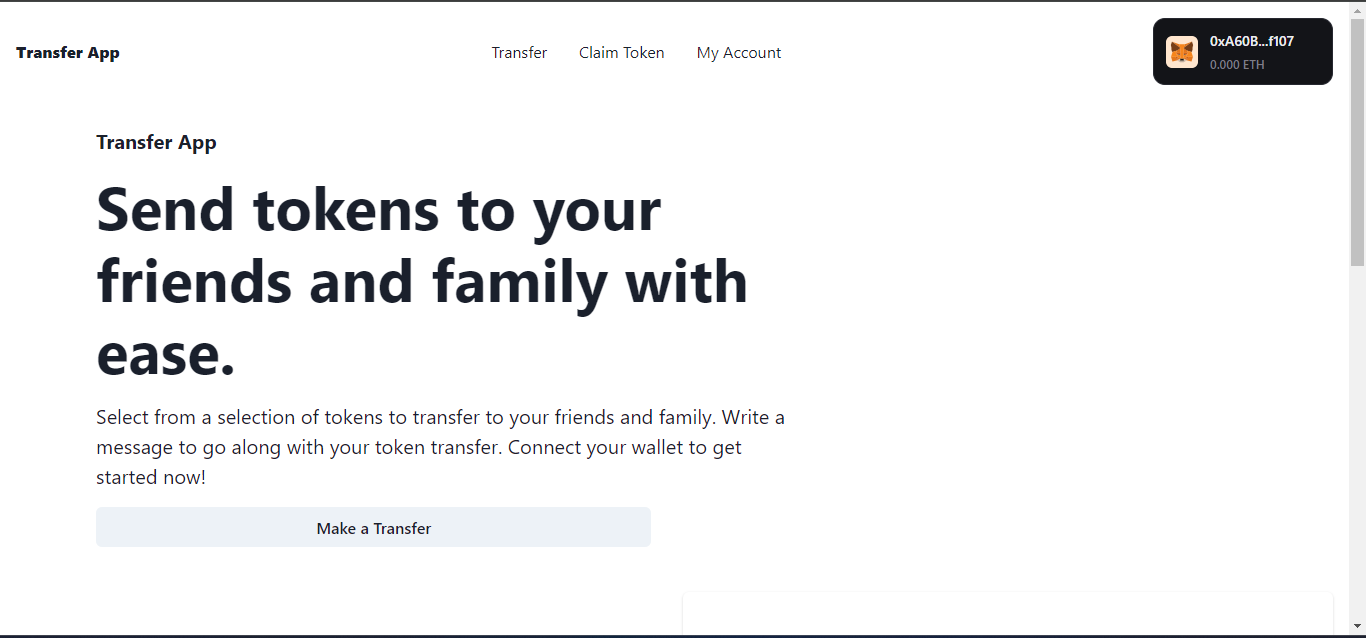 Transfer App
Transfer
Claim Token
My Account
0xA60B...f107
0.000 ETH
Transfer App
Send tokens to your
friends and family with
ease.
Select from a selection of tokens to transfer to your friends and family. Write a
message to go along with your token transfer. Connect your wallet to get
started now!
Make a Transfer